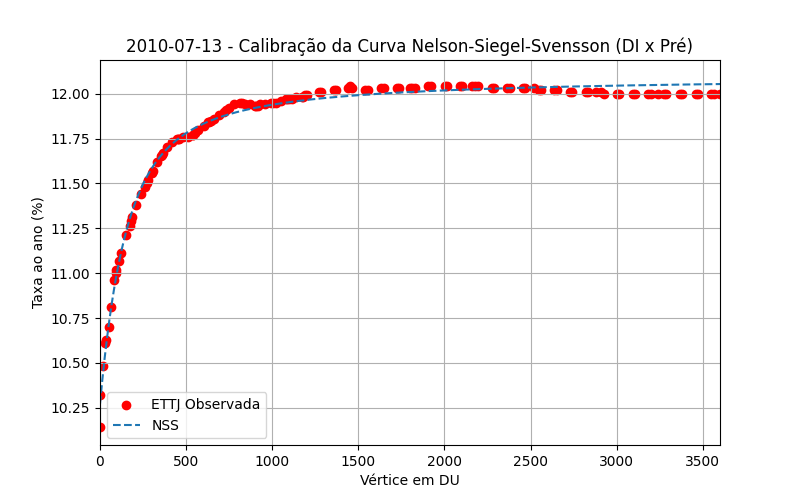 2010-07-13 - Calibração da Curva Nelson-Siegel-Svensson (DI x Pré)
12.00
11.75
11.50
11.25
11.00
10.75
10.50
10.25
Taxa ao ano (%)
ETTJ Observada
NSS
0 500 1000 1500 2000 2500 3000 3500
Vértice em DU